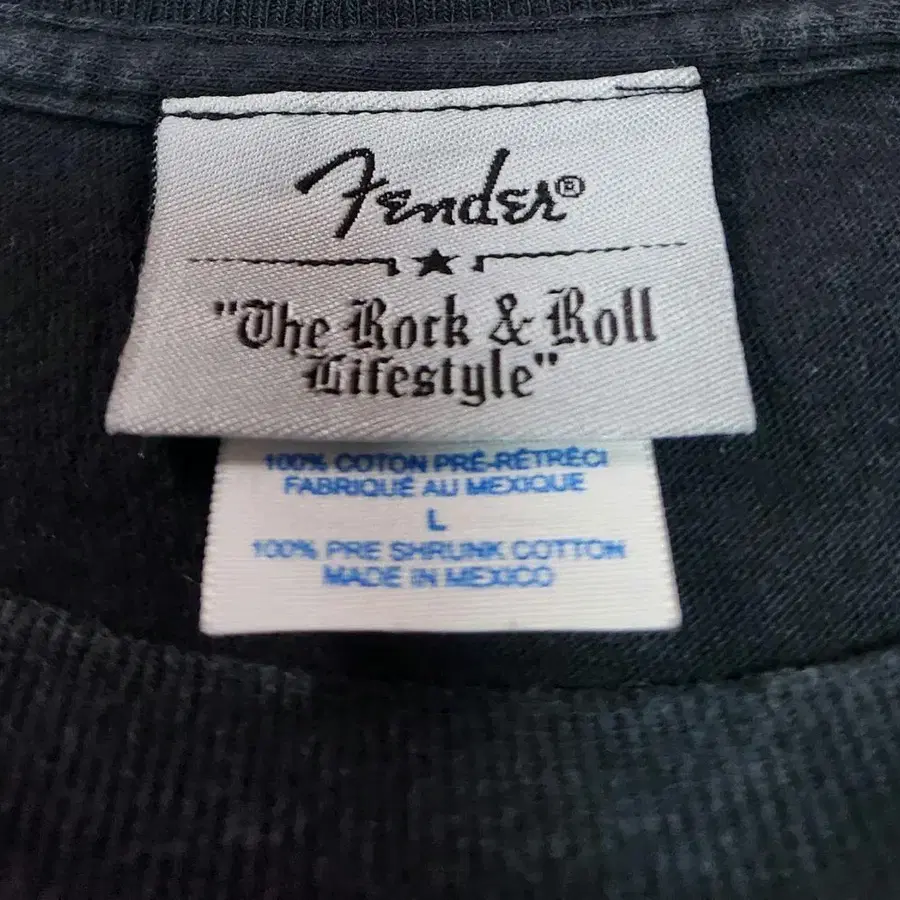 Fender®
"The Rock & Roll
Lifestyle"
100% COTON PRÉ-RÉTRÉCI
FABRIQUÉ AU MEXIQUE
L
100% PRE SHRUNK COTTON
MADE IN MEXICO